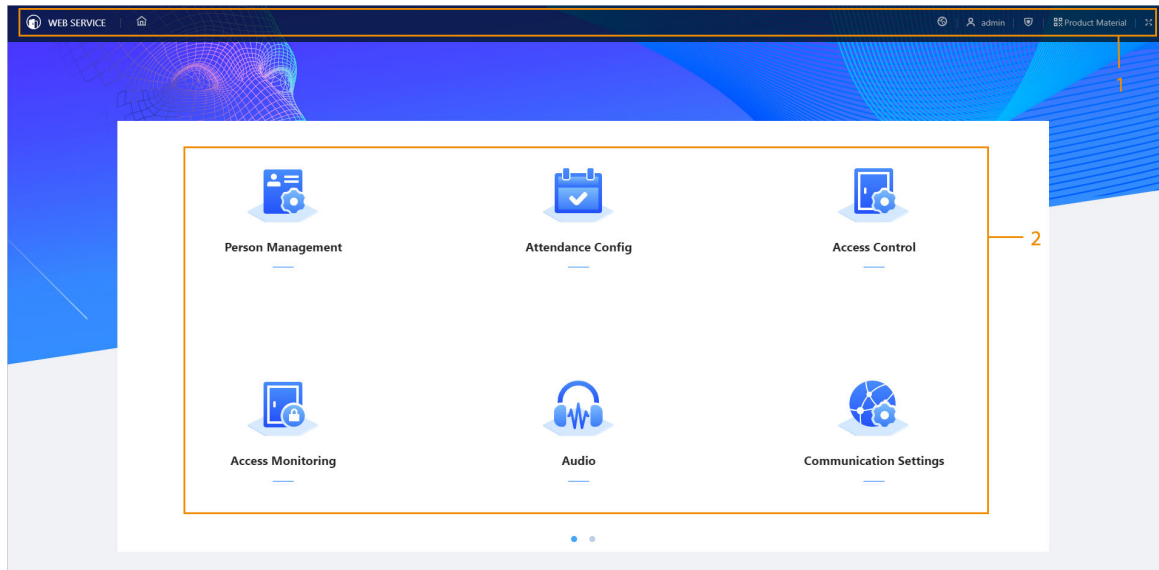 WEB SERVICE admin Product Material
1
Person Management Attendance Config Access Control
2
Access Monitoring Audio Communication Settings